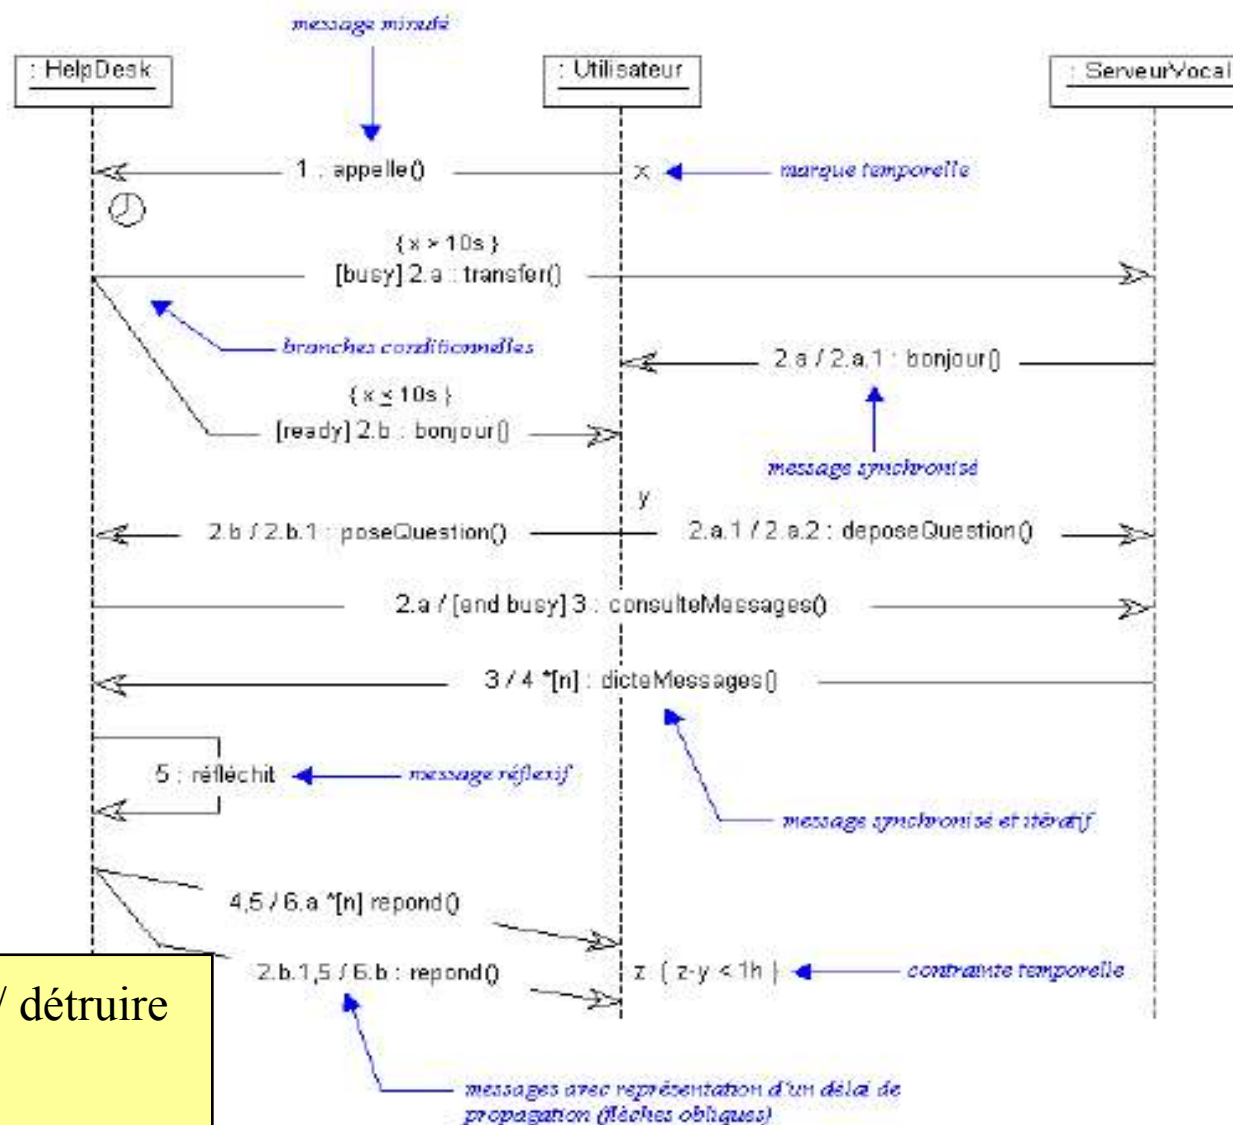 message minuté
: HelpDesk
: Utilisateur
: ServeurVocal
1 : appelle()
x
marque temporelle
{ x > 10s }
[busy] 2.a : transfer()
branches conditionnelles
2.a / 2.a.1 : bonjour()
{ x ≤ 10s }
[ready] 2.b : bonjour()
message synchronisé
y
2.b / 2.b.1 : poseQuestion()
2.a.1 / 2.a.2 : deposeQuestion()
2.a / [end busy] 3 : consulteMessages()
3 / 4 *[n] : dicteMessages()
5 : réfléchit
message réflexif
message synchronisé et itératif
4,5 / 6.a *[n] repond()
2.b.1,5 / 6.b : repond()
z { z-y < 1h }
contrainte temporelle
/ détruire
messages avec représentation d'un délai de
propagation (flèches obliques)